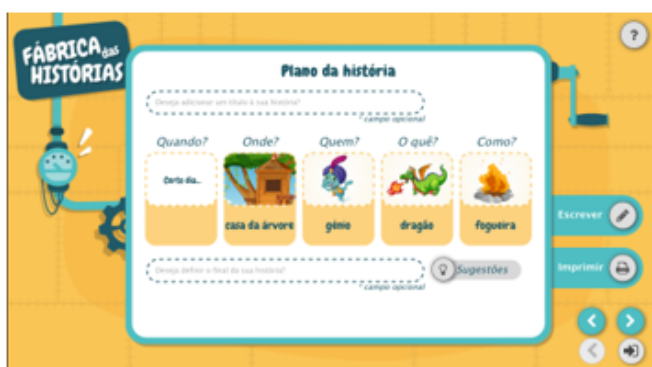 FÁBRICA das
HISTÓRIAS
?
Plano da história
Deseja adicionar um título à sua história?
* campo opcional
Quando? Onde? Quem? O quê? Como?
Certo dia...
casa da árvore génio dragão fogueira
Escrever
Deseja definir o final da sua história?
Sugestões
* campo opcional
Imprimir